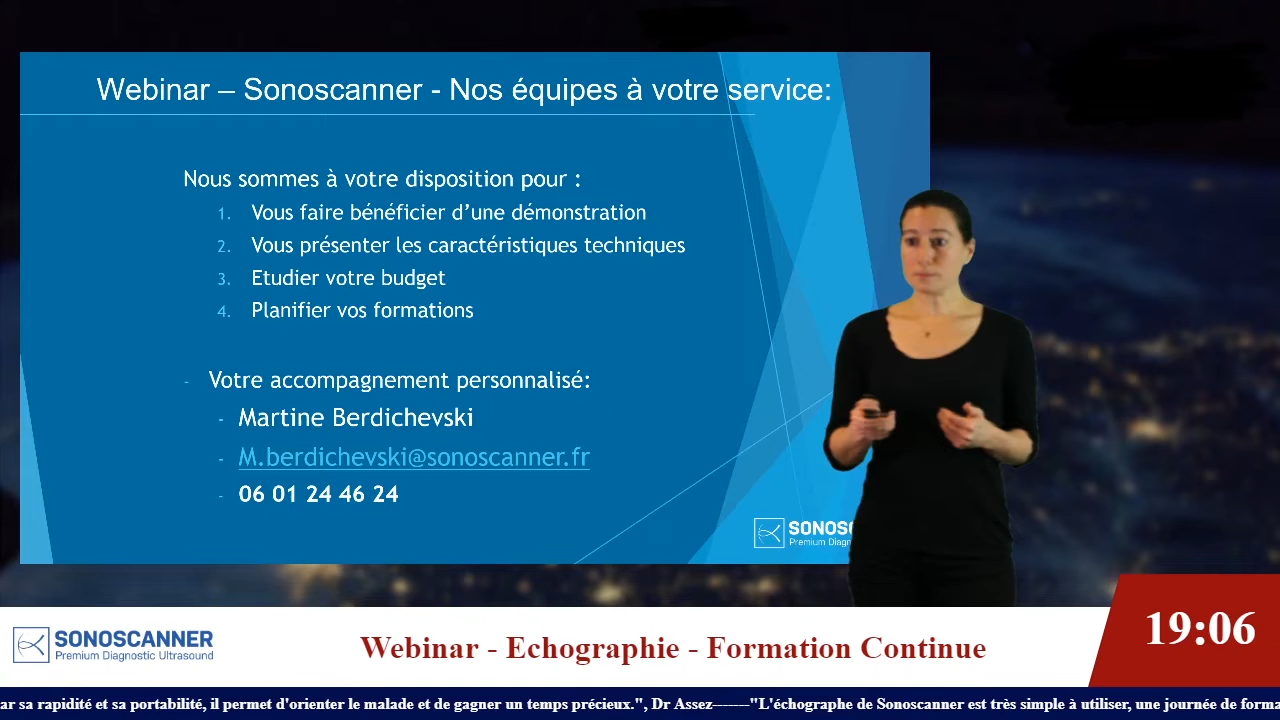 Webinar – Sonoscanner - Nos équipes à votre service:
Nous sommes à votre disposition pour :
1. Vous faire bénéficier d'une démonstration
2. Vous présenter les caractéristiques techniques
3. Etudier votre budget
4. Planifier vos formations
- Votre accompagnement personnalisé:
- Martine Berdichevski
- M.berdichevski@sonoscanner.fr
- 06 01 24 46 24
SONOSC
Premium Diagn
SONOSCANNER
Premium Diagnostic Ultrasound
Webinar - Echographie - Formation Continue
19:06
ar sa rapidité et sa portabilité, il permet d'orienter le malade et de gagner un temps précieux.", Dr Assez-------"L'échographe de Sonoscanner est très simple à utiliser, une journée de forma